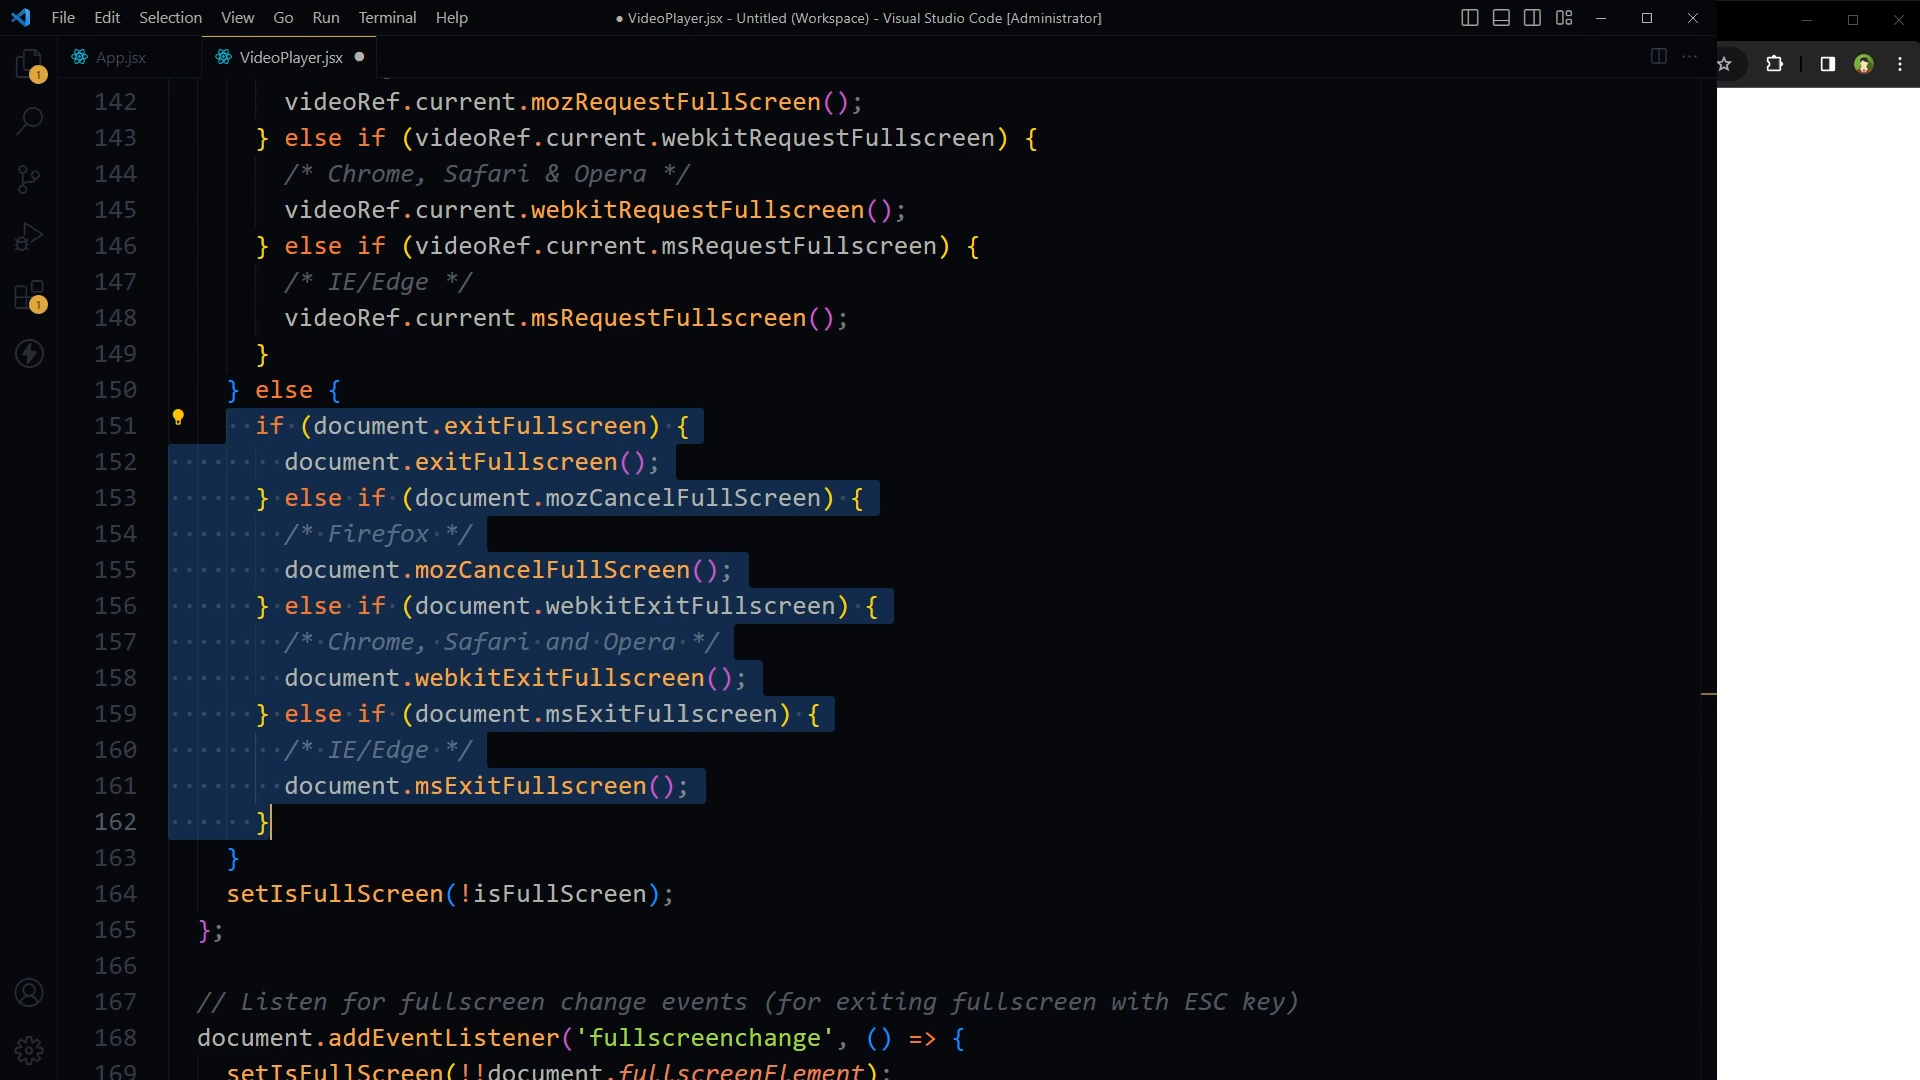 File Edit Selection View Go Run Terminal Help
● VideoPlayer.jsx - Untitled (Workspace) - Visual Studio Code [Administrator]
App.jsx
VideoPlayer.jsx
1
1
142 videoRef.current.mozRequestFullScreen();
143 } else if (videoRef.current.webkitRequestFullscreen) {
144 /* Chrome, Safari & Opera */
145 videoRef.current.webkitRequestFullscreen();
146 } else if (videoRef.current.msRequestFullscreen) {
147 /* IE/Edge */
148 videoRef.current.msRequestFullscreen();
149 }
150 } else {
151 if (document.exitFullscreen) {
152 document.exitFullscreen();
153 } else if (document.mozCancelFullScreen) {
154 /* Firefox */
155 document.mozCancelFullScreen();
156 } else if (document.webkitExitFullscreen) {
157 /* Chrome, Safari and Opera */
158 document.webkitExitFullscreen();
159 } else if (document.msExitFullscreen) {
160 /* IE/Edge */
161 document.msExitFullscreen();
162 }
163 }
164 setIsFullScreen(!isFullScreen);
165 };
166
167 // Listen for fullscreen change events (for exiting fullscreen with ESC key)
168 document.addEventListener('fullscreenchange', () => {
169 setIsFullScreen(!!document.fullscreenElement);